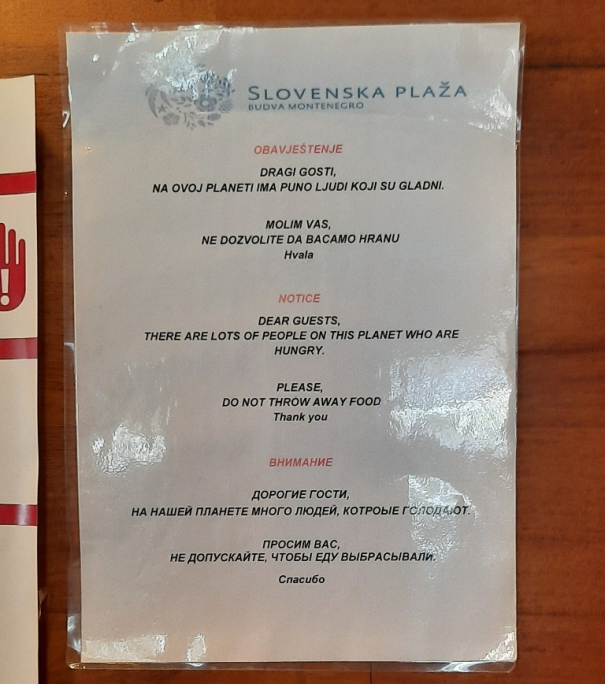 SLOVENSKA PLAŽA
BUDVA MONTENEGRO
OBAVJEŠTENJE
DRAGI GOSTI,
NA OVOJ PLANETI IMA PUNO LJUDI KOJI SU GLADNI.
MOLIM VAS,
NE DOZVOLITE DA BACAMO HRANU
Hvala
NOTICE
DEAR GUESTS,
THERE ARE LOTS OF PEOPLE ON THIS PLANET WHO ARE
HUNGRY.
PLEASE,
DO NOT THROW AWAY FOOD
Thank you
ВНИМАНИЕ
ДОРОГИЕ ГОСТИ,
НА НАШЕЙ ПЛАНЕТЕ МНОГО ЛЮДЕЙ, КОТРОЫЕ ГОЛОДАЮТ.
ПРОСИМ ВАС,
НЕ ДОПУСКАЙТЕ, ЧТОБЫ ЕДУ ВЫБРАСЫВАЛИ.
Спасибо